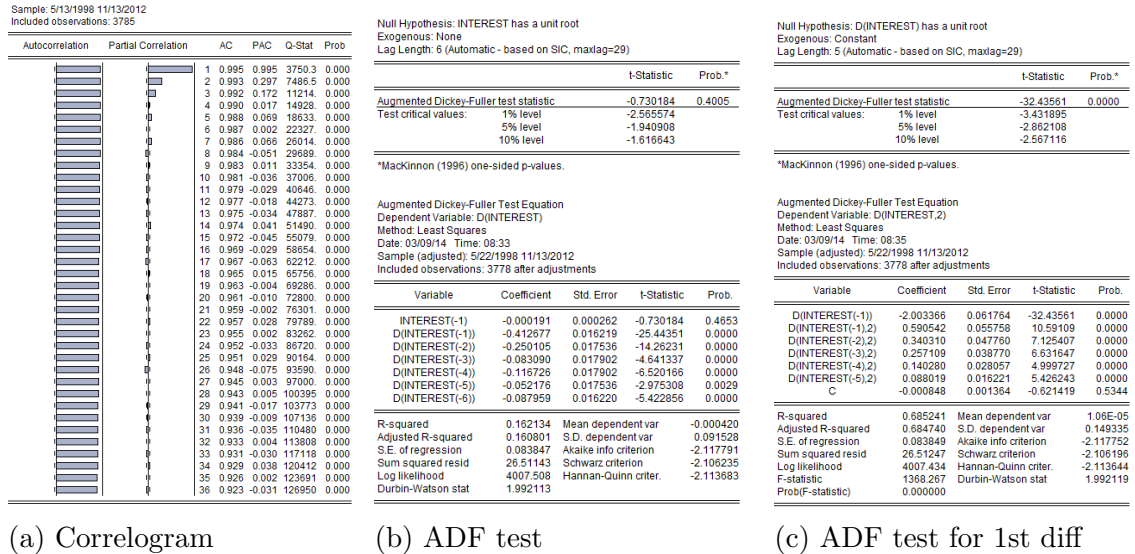 Sample: 5/13/1998 11/13/2012
Included observations: 3785
Autocorrelation Partial Correlation AC PAC Q-Stat Prob
1 0.995 0.995 3750.3 0.000
2 0.993 0.297 7486.5 0.000
3 0.992 0.172 11214. 0.000
4 0.990 0.017 14928. 0.000
5 0.988 0.069 18633. 0.000
6 0.987 0.002 22327. 0.000
7 0.986 0.066 26014. 0.000
8 0.984 -0.051 29689. 0.000
9 0.983 0.011 33354. 0.000
10 0.981 -0.036 37006. 0.000
11 0.979 -0.029 40646. 0.000
12 0.977 -0.018 44273. 0.000
13 0.975 -0.034 47887. 0.000
14 0.974 0.041 51490. 0.000
15 0.972 -0.045 55079. 0.000
16 0.969 -0.029 58654. 0.000
17 0.967 -0.063 62212. 0.000
18 0.965 0.015 65756. 0.000
19 0.963 -0.004 69286. 0.000
20 0.961 -0.010 72800. 0.000
21 0.959 -0.002 76301. 0.000
22 0.957 0.028 79789. 0.000
23 0.955 0.002 83262. 0.000
24 0.952 -0.033 86720. 0.000
25 0.951 0.029 90164. 0.000
26 0.948 -0.075 93590. 0.000
27 0.945 0.003 97000. 0.000
28 0.943 0.005 100395 0.000
29 0.941 -0.017 103773 0.000
30 0.939 -0.009 107136 0.000
31 0.936 -0.035 110480 0.000
32 0.933 0.004 113808 0.000
33 0.931 -0.030 117118 0.000
34 0.929 0.038 120412 0.000
35 0.926 0.002 123691 0.000
36 0.923 -0.031 126950 0.000
(a) Correlogram
Null Hypothesis: INTEREST has a unit root
Exogenous: None
Lag Length: 6 (Automatic - based on SIC, maxlag=29)
t-Statistic Prob.*
Augmented Dickey-Fuller test statistic -0.730184 0.4005
Test critical values: 1% level -2.565574
5% level -1.940908
10% level -1.616643
*MacKinnon (1996) one-sided p-values.
Augmented Dickey-Fuller Test Equation
Dependent Variable: D(INTEREST)
Method: Least Squares
Date: 03/09/14 Time: 08:33
Sample (adjusted): 5/22/1998 11/13/2012
Included observations: 3778 after adjustments
Variable Coefficient Std. Error t-Statistic Prob.
INTEREST(-1) -0.000191 0.000262 -0.730184 0.4653
D(INTEREST(-1)) -0.412677 0.016219 -25.44351 0.0000
D(INTEREST(-2)) -0.250105 0.017536 -14.26231 0.0000
D(INTEREST(-3)) -0.083090 0.017902 -4.641337 0.0000
D(INTEREST(-4)) -0.116726 0.017902 -6.520166 0.0000
D(INTEREST(-5)) -0.052176 0.017536 -2.975308 0.0029
D(INTEREST(-6)) -0.087959 0.016220 -5.422856 0.0000
R-squared 0.162134 Mean dependent var -0.000420
Adjusted R-squared 0.160801 S.D. dependent var 0.091528
S.E. of regression 0.083847 Akaike info criterion -2.117791
Sum squared resid 26.51143 Schwarz criterion -2.106235
Log likelihood 4007.508 Hannan-Quinn criter. -2.113683
Durbin-Watson stat 1.992113
(b) ADF test
Null Hypothesis: D(INTEREST) has a unit root
Exogenous: Constant
Lag Length: 5 (Automatic - based on SIC, maxlag=29)
t-Statistic Prob.*
Augmented Dickey-Fuller test statistic -32.43561 0.0000
Test critical values: 1% level -3.431895
5% level -2.862108
10% level -2.567116
*MacKinnon (1996) one-sided p-values.
Augmented Dickey-Fuller Test Equation
Dependent Variable: D(INTEREST,2)
Method: Least Squares
Date: 03/09/14 Time: 08:35
Sample (adjusted): 5/22/1998 11/13/2012
Included observations: 3778 after adjustments
Variable Coefficient Std. Error t-Statistic Prob.
D(INTEREST(-1)) -2.003366 0.061764 -32.43561 0.0000
D(INTEREST(-1),2) 0.590542 0.055758 10.59109 0.0000
D(INTEREST(-2),2) 0.340310 0.047760 7.125407 0.0000
D(INTEREST(-3),2) 0.257109 0.038770 6.631647 0.0000
D(INTEREST(-4),2) 0.140280 0.028057 4.999727 0.0000
D(INTEREST(-5),2) 0.088019 0.016221 5.426243 0.0000
C -0.000848 0.001364 -0.621419 0.5344
R-squared 0.685241 Mean dependent var 1.06E-05
Adjusted R-squared 0.684740 S.D. dependent var 0.149335
S.E. of regression 0.083849 Akaike info criterion -2.117752
Sum squared resid 26.51247 Schwarz criterion -2.106196
Log likelihood 4007.434 Hannan-Quinn criter. -2.113644
F-statistic 1368.267 Durbin-Watson stat 1.992119
Prob(F-statistic) 0.000000
(c) ADF test for 1st diff